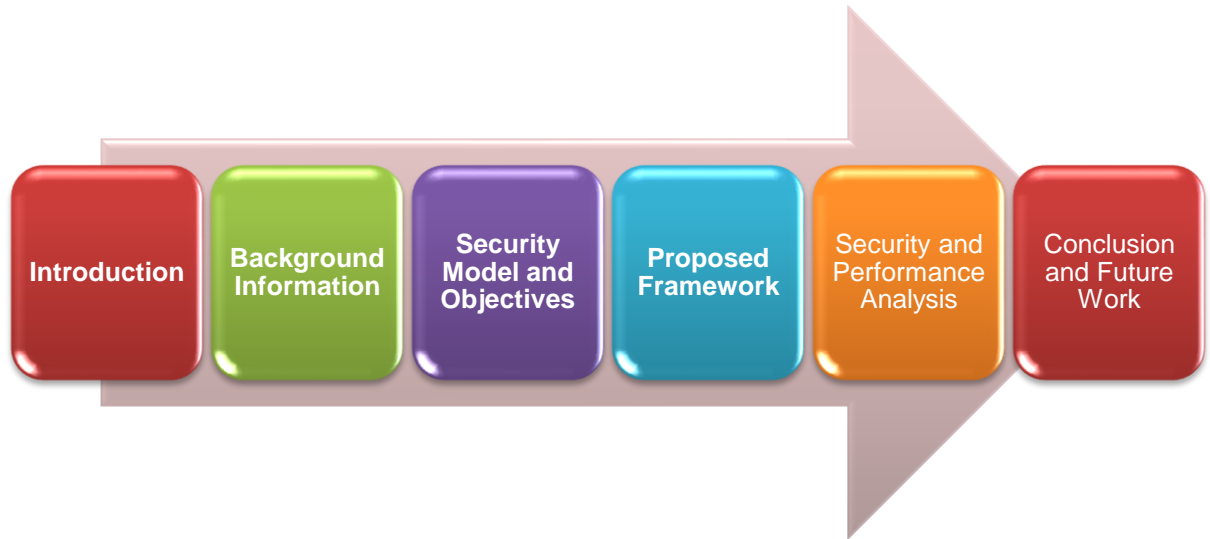 Introduction
Background
Information
Security
Model and
Objectives
Proposed
Framework
Security and
Performance
Analysis
Conclusion
and Future
Work